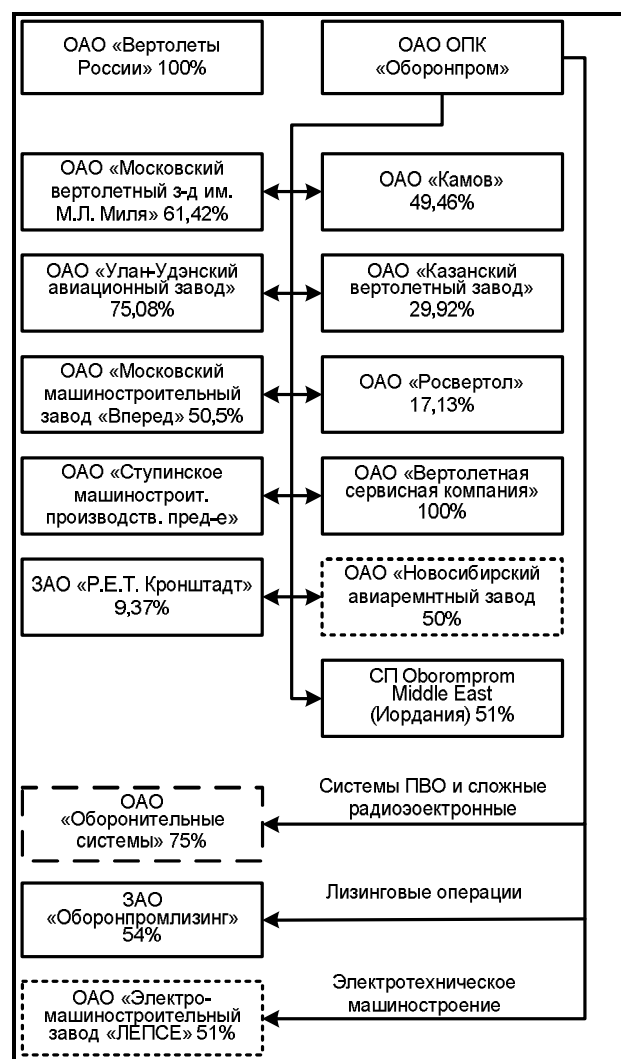 ОАО «Вертолеты
России» 100%
ОАО ОПК
«Оборонпром»
ОАО «Московский
вертолетный з-д им.
М.Л. Миля» 61,42%
ОАО «Камов»
49,46%
ОАО «Улан-Удэнский
авиационный завод»
75,08%
ОАО «Казанский
вертолетный завод»
29,92%
ОАО «Московский
машиностроительный
завод «Вперед» 50,5%
ОАО «Росвертол»
17,13%
ОАО «Ступинское
машиностроит.
производств. пред-е»
ОАО «Вертолетная
сервисная компания»
100%
ЗАО «Р.Е.Т. Кронштадт»
9,37%
ОАО «Новосибирский
авиаремнтный завод
50%
СП Oboromprom
Middle East
(Иордания) 51%
Системы ПВО и сложные
радиоэоектронные
ОАО
«Оборонительные
системы» 75%
Лизинговые операции
ЗАО
«Оборонпромлизинг»
54%
Электротехническое
машиностроение
ОАО «Электро-
машиностроительный
завод «ЛЕПСЕ» 51%